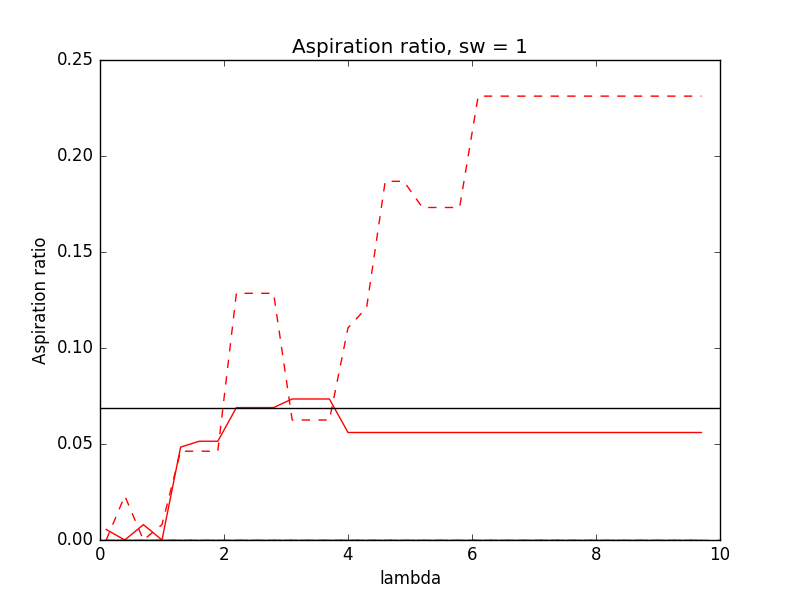 Aspiration ratio, sw = 1
0.25
0.20
0.15
0.10
0.05
0.00
Aspiration ratio
0 2 4 6 8 10
lambda